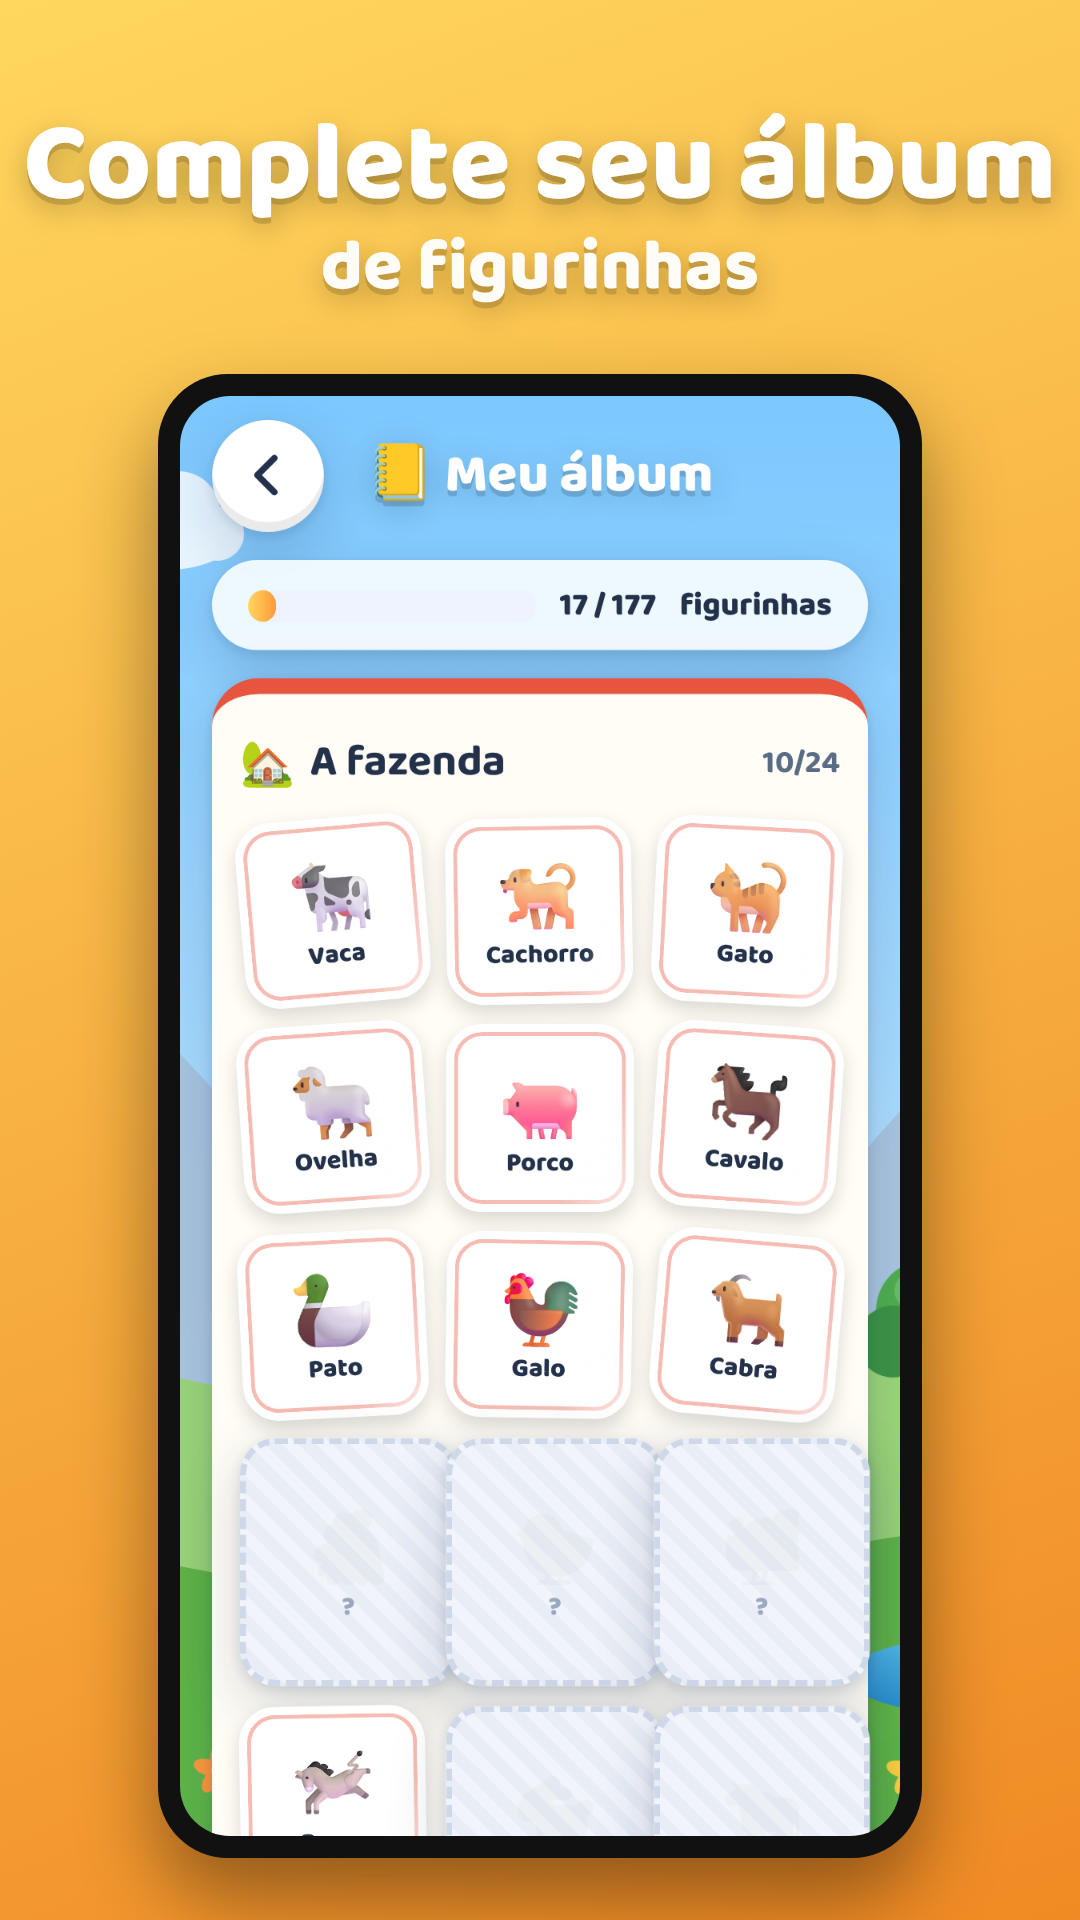 Complete seu álbum
de figurinhas
Meu álbum
17 / 177 figurinhas
A fazenda
10/24
Vaca
Cachorro
Gato
Ovelha
Porco
Cavalo
Pato
Galo
Cabra
?
?
?